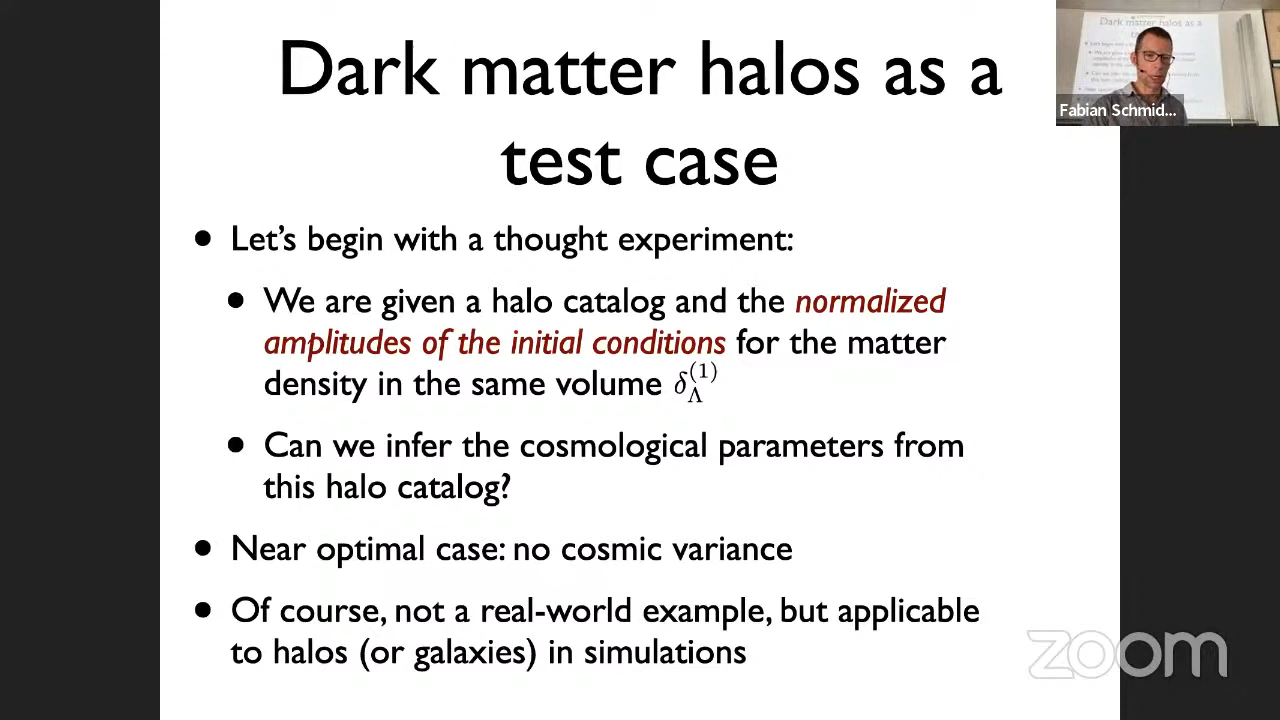 Dark matter halos as a
test case
• Let's begin with a thought experiment:
• We are given a halo catalog and the normalized
amplitudes of the initial conditions for the matter
density in the same volume δ_Λ^(1)
• Can we infer the cosmological parameters from
this halo catalog?
• Near optimal case: no cosmic variance
• Of course, not a real-world example, but applicable
to halos (or galaxies) in simulations
Fabian Schmid...
zoom